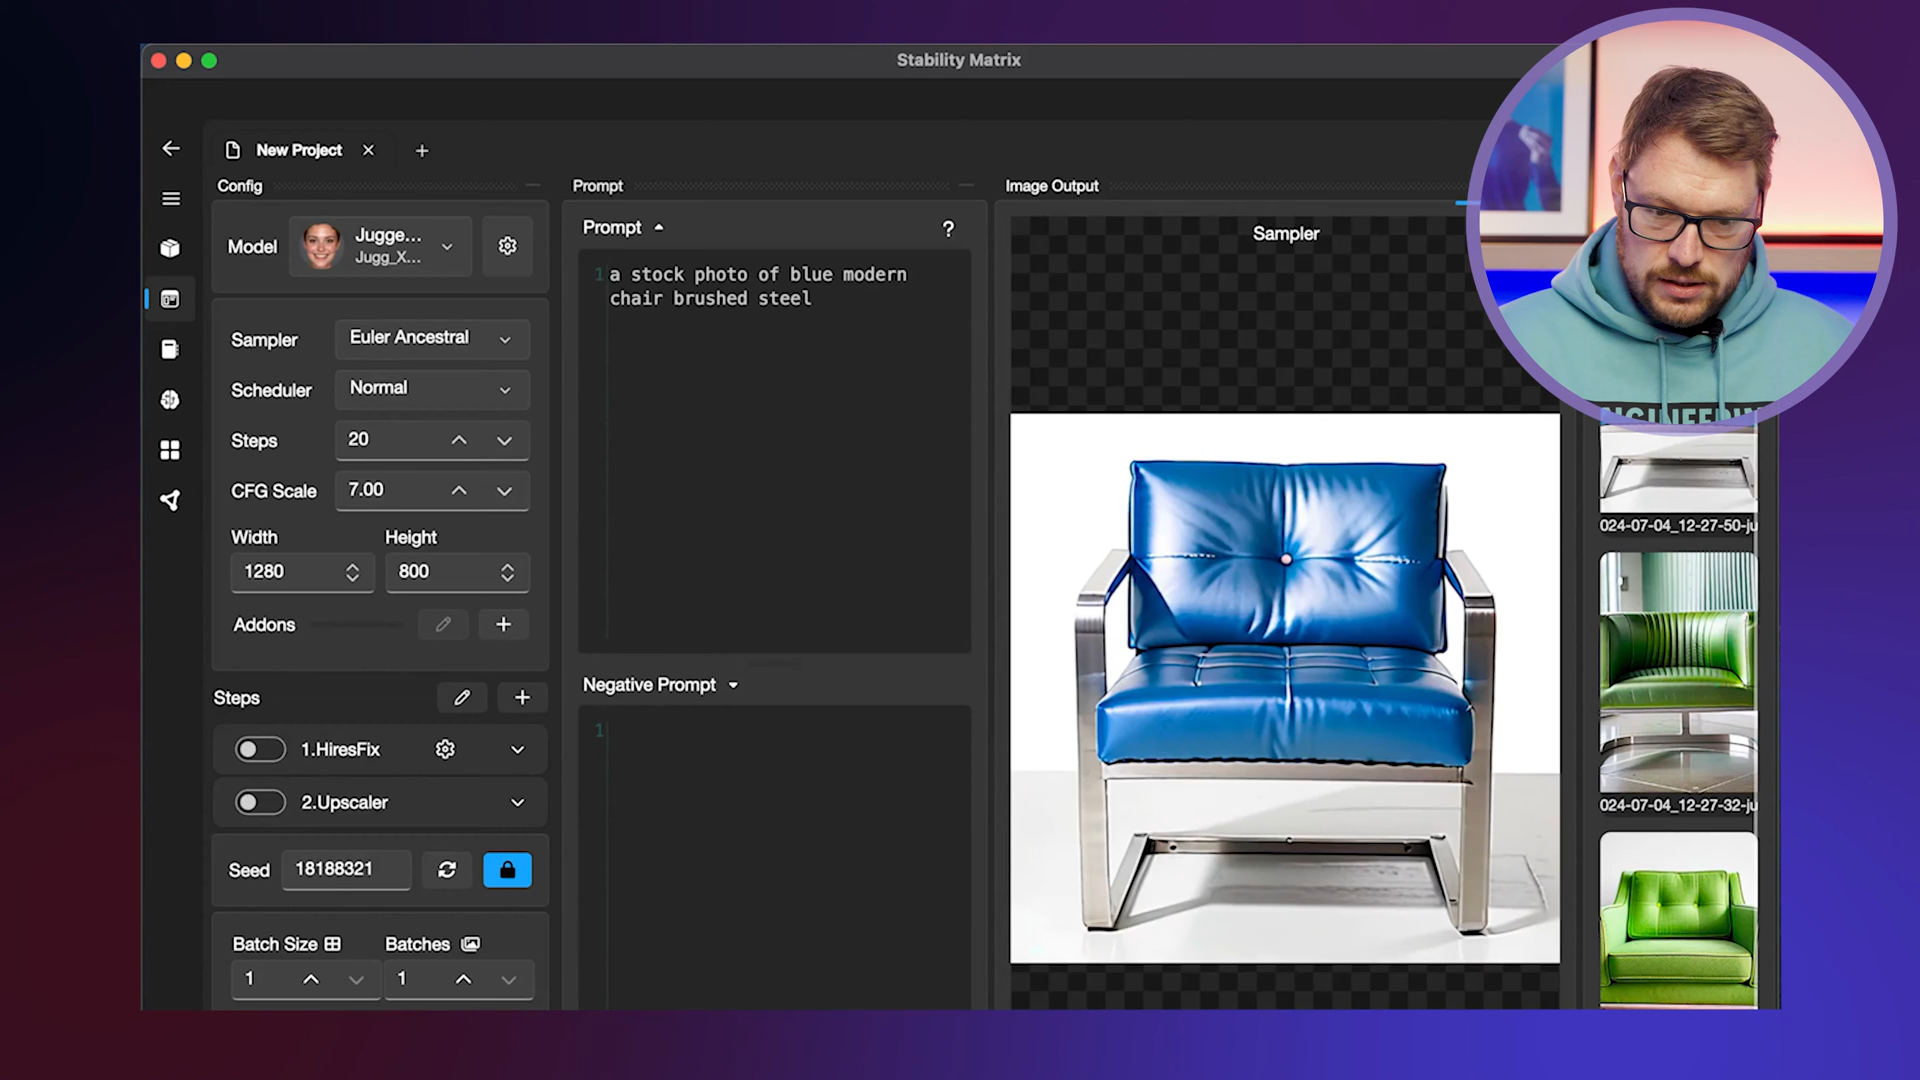 Stability Matrix
New Project
Config
Prompt
Image Output
Model
Jugge...
Jugg_X...
Prompt
?
Sampler
1
a stock photo of blue modern
chair brushed steel
Sampler
Euler Ancestral
Scheduler
Normal
Steps
20
CFG Scale
7.00
Width
Height
1280
800
Addons
Steps
Negative Prompt
1
1.HiresFix
2.Upscaler
Seed
18188321
Batch Size
Batches
1
1
ENGINEERIN
024-07-04_12-27-50-ju
024-07-04_12-27-32-ju